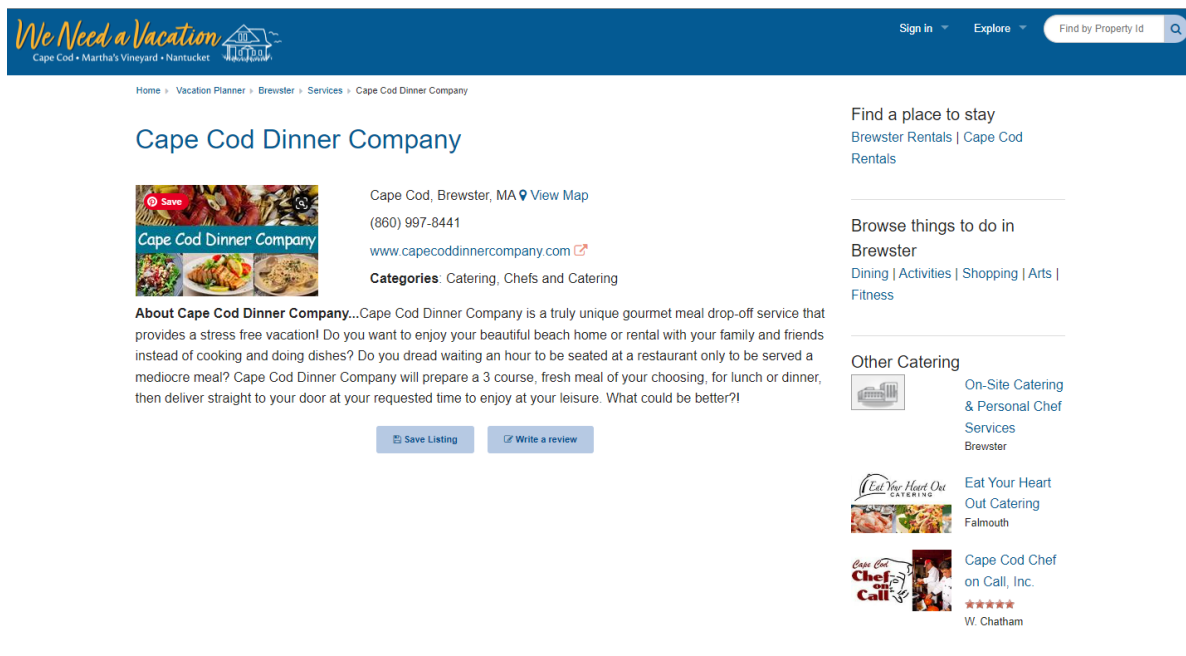 We Need a Vacation
Cape Cod • Martha's Vineyard • Nantucket
Sign in
Explore
Find by Property Id
Home
Vacation Planner
Brewster
Services
Cape Cod Dinner Company
Cape Cod Dinner Company
Save
Cape Cod Dinner Company
Cape Cod, Brewster, MA View Map
(860) 997-8441
www.capecoddinnercompany.com
Categories: Catering, Chefs and Catering
About Cape Cod Dinner Company...Cape Cod Dinner Company is a truly unique gourmet meal drop-off service that
provides a stress free vacation! Do you want to enjoy your beautiful beach home or rental with your family and friends
instead of cooking and doing dishes? Do you dread waiting an hour to be seated at a restaurant only to be served a
mediocre meal? Cape Cod Dinner Company will prepare a 3 course, fresh meal of your choosing, for lunch or dinner,
then deliver straight to your door at your requested time to enjoy at your leisure. What could be better?!
Save Listing
Write a review
Find a place to stay
Brewster Rentals | Cape Cod
Rentals
Browse things to do in
Brewster
Dining | Activities | Shopping | Arts |
Fitness
Other Catering
On-Site Catering
& Personal Chef
Services
Brewster
Eat Your Heart Out
CATERING
Eat Your Heart
Out Catering
Falmouth
Cape Cod
Chef
on
Call
Cape Cod Chef
on Call, Inc.
W. Chatham